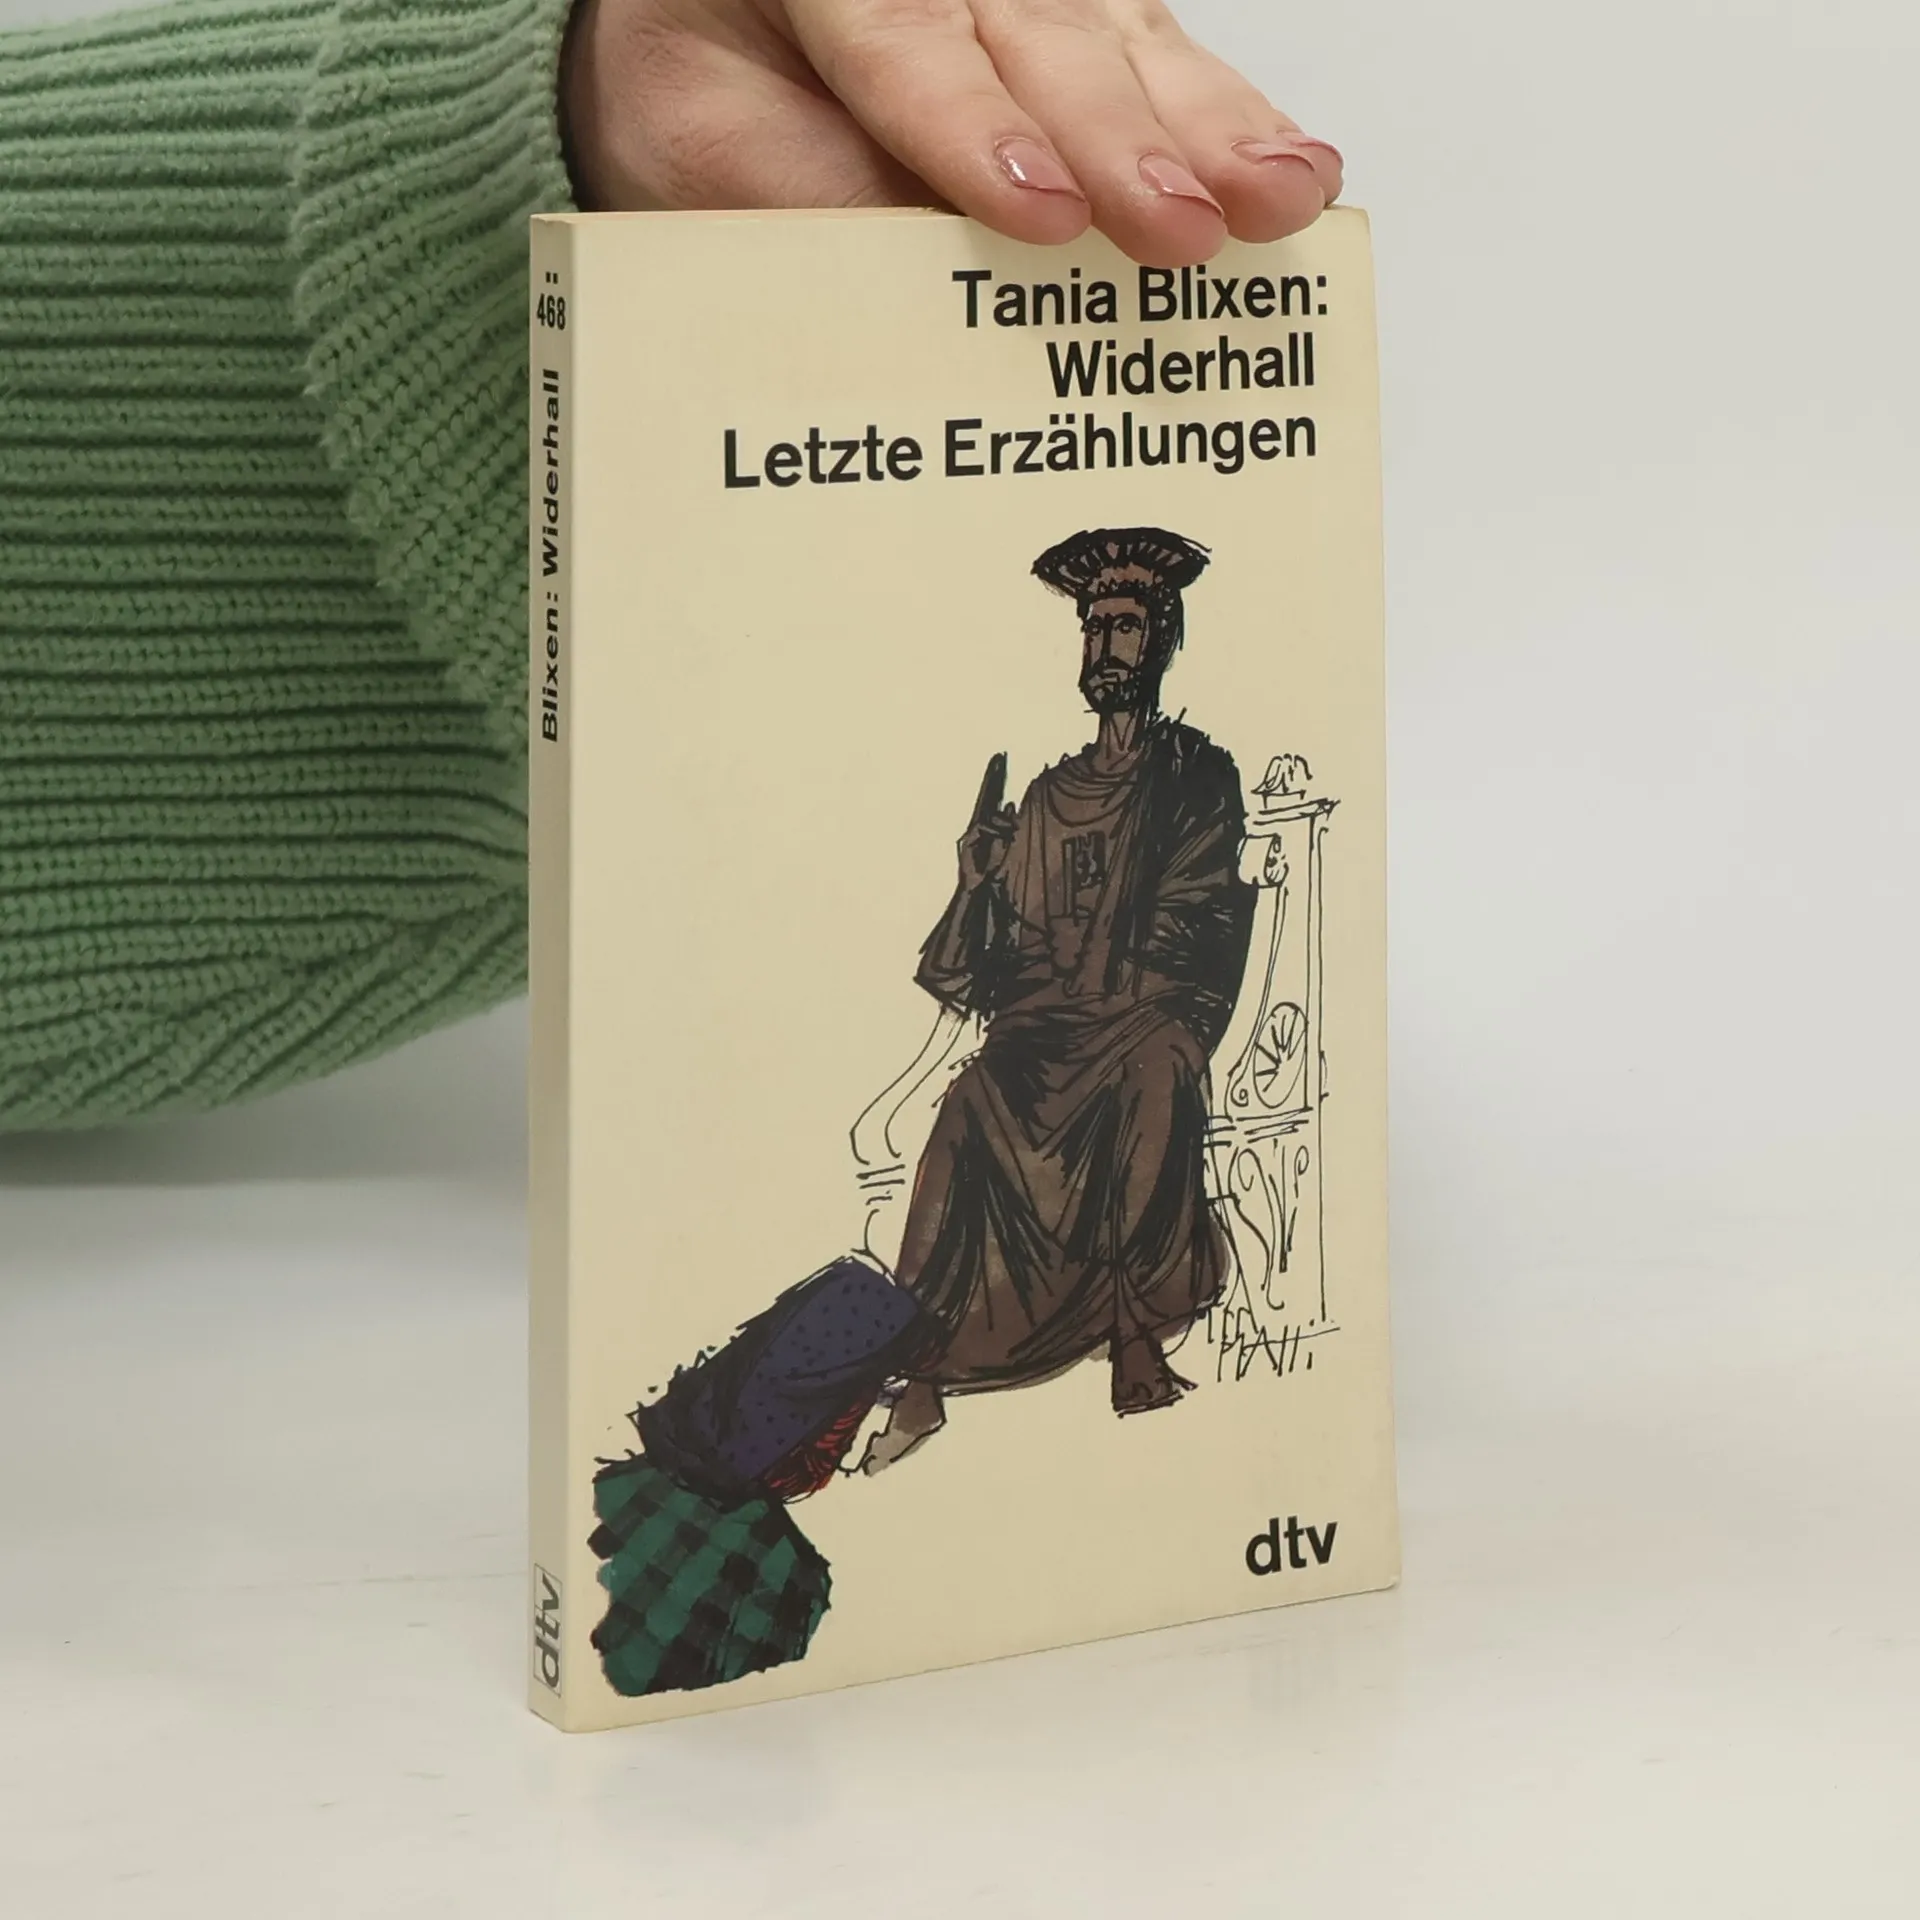 Tania Blixen:
Widerhall
Letzte Erzählungen
dtv
468
Blixen: Widerhall
dtv